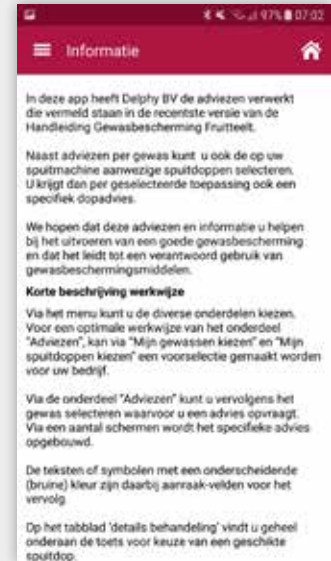 97% 07:02
Informatie
In deze app heeft Delphy BV de adviezen verwerkt
die vermeld staan in de recentste versie van de
Handleiding Gewasbescherming Fruitteelt.
Naast adviezen per gewas kunt u ook de op uw
spuitmachine aanwezige spuitdoppen selecteren.
U krijgt dan per geselecteerde toepassing ook een
specifiek dopadvies.
We hopen dat deze adviezen en informatie u helpen
bij het uitvoeren van een goede gewasbescherming
en dat het leidt tot een verantwoord gebruik van
gewasbeschermingsmiddelen.
Korte beschrijving werkwijze
Via het menu kunt u de diverse onderdelen kiezen.
Voor een optimale werkwijze van het onderdeel
"Adviezen", kan via "Mijn gewassen kiezen" en "Mijn
spuitdoppen kiezen" een voorselectie gemaakt worden
voor uw bedrijf.
Via de onderdeel "Adviezen" kunt u vervolgens het
gewas selecteren waarvoor u een advies opvraagt.
Via een aantal schermen wordt het specifieke advies
opgebouwd.
De teksten of symbolen met een onderscheidende
(bruine) kleur zijn daarbij aanraak-velden voor het
vervolg.
Op het tabblad 'details behandeling' vindt u geheel
onderaan de toets voor keuze van een geschikte
spuitdop.